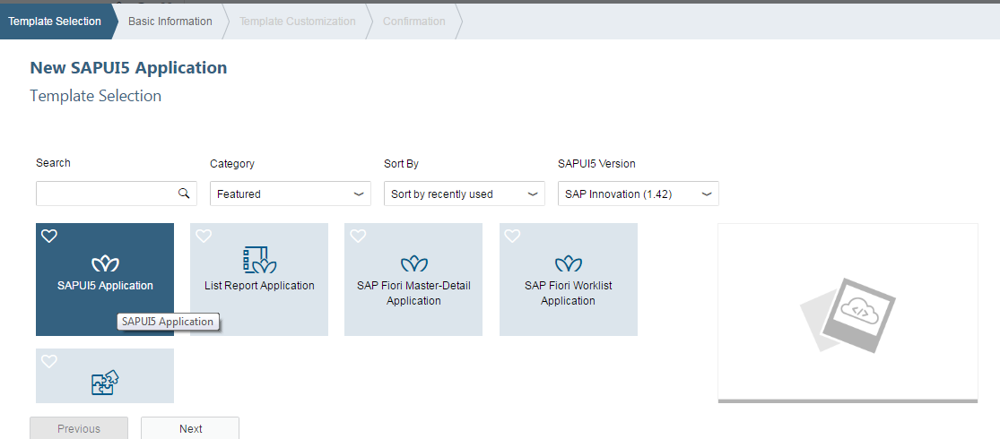 Template Selection
Basic Information
Template Customization
Confirmation
New SAPUI5 Application
Template Selection
Search
Category
Sort By
SAPUI5 Version
Featured
Sort by recently used
SAP Innovation (1.42)
SAPUI5 Application
List Report Application
SAP Fiori Master-Detail
Application
SAP Fiori Worklist
Application
SAPUI5 Application
</>
Previous
Next